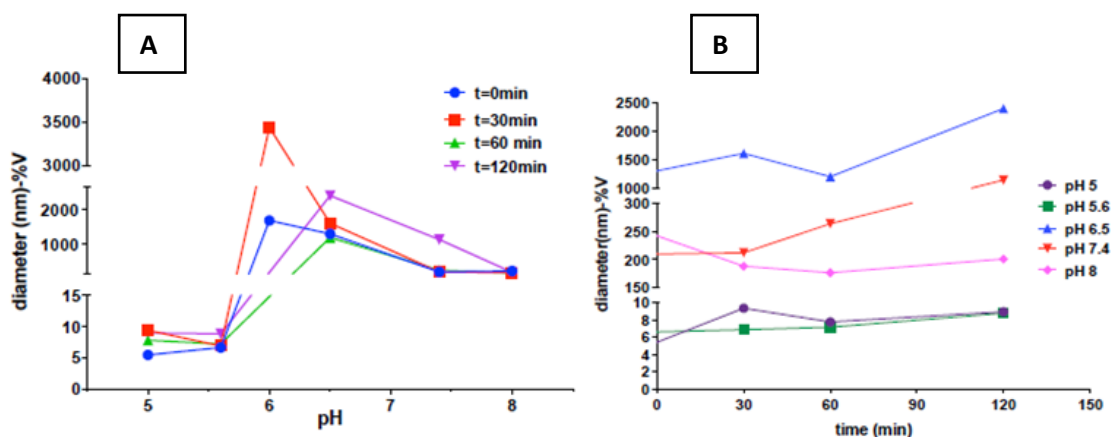 A
diameter (nm)-%V
4000
3500
3000
2000
1000
15
10
5
0
5 6 7 8
pH
t=0min
t=30min
t=60 min
t=120min
B
diameter(nm)-%V
2500
2000
1500
1000
300
250
200
150
10
8
6
4
2
0
0 30 60 90 120 150
time (min)
pH 5
pH 5.6
pH 6.5
pH 7.4
pH 8